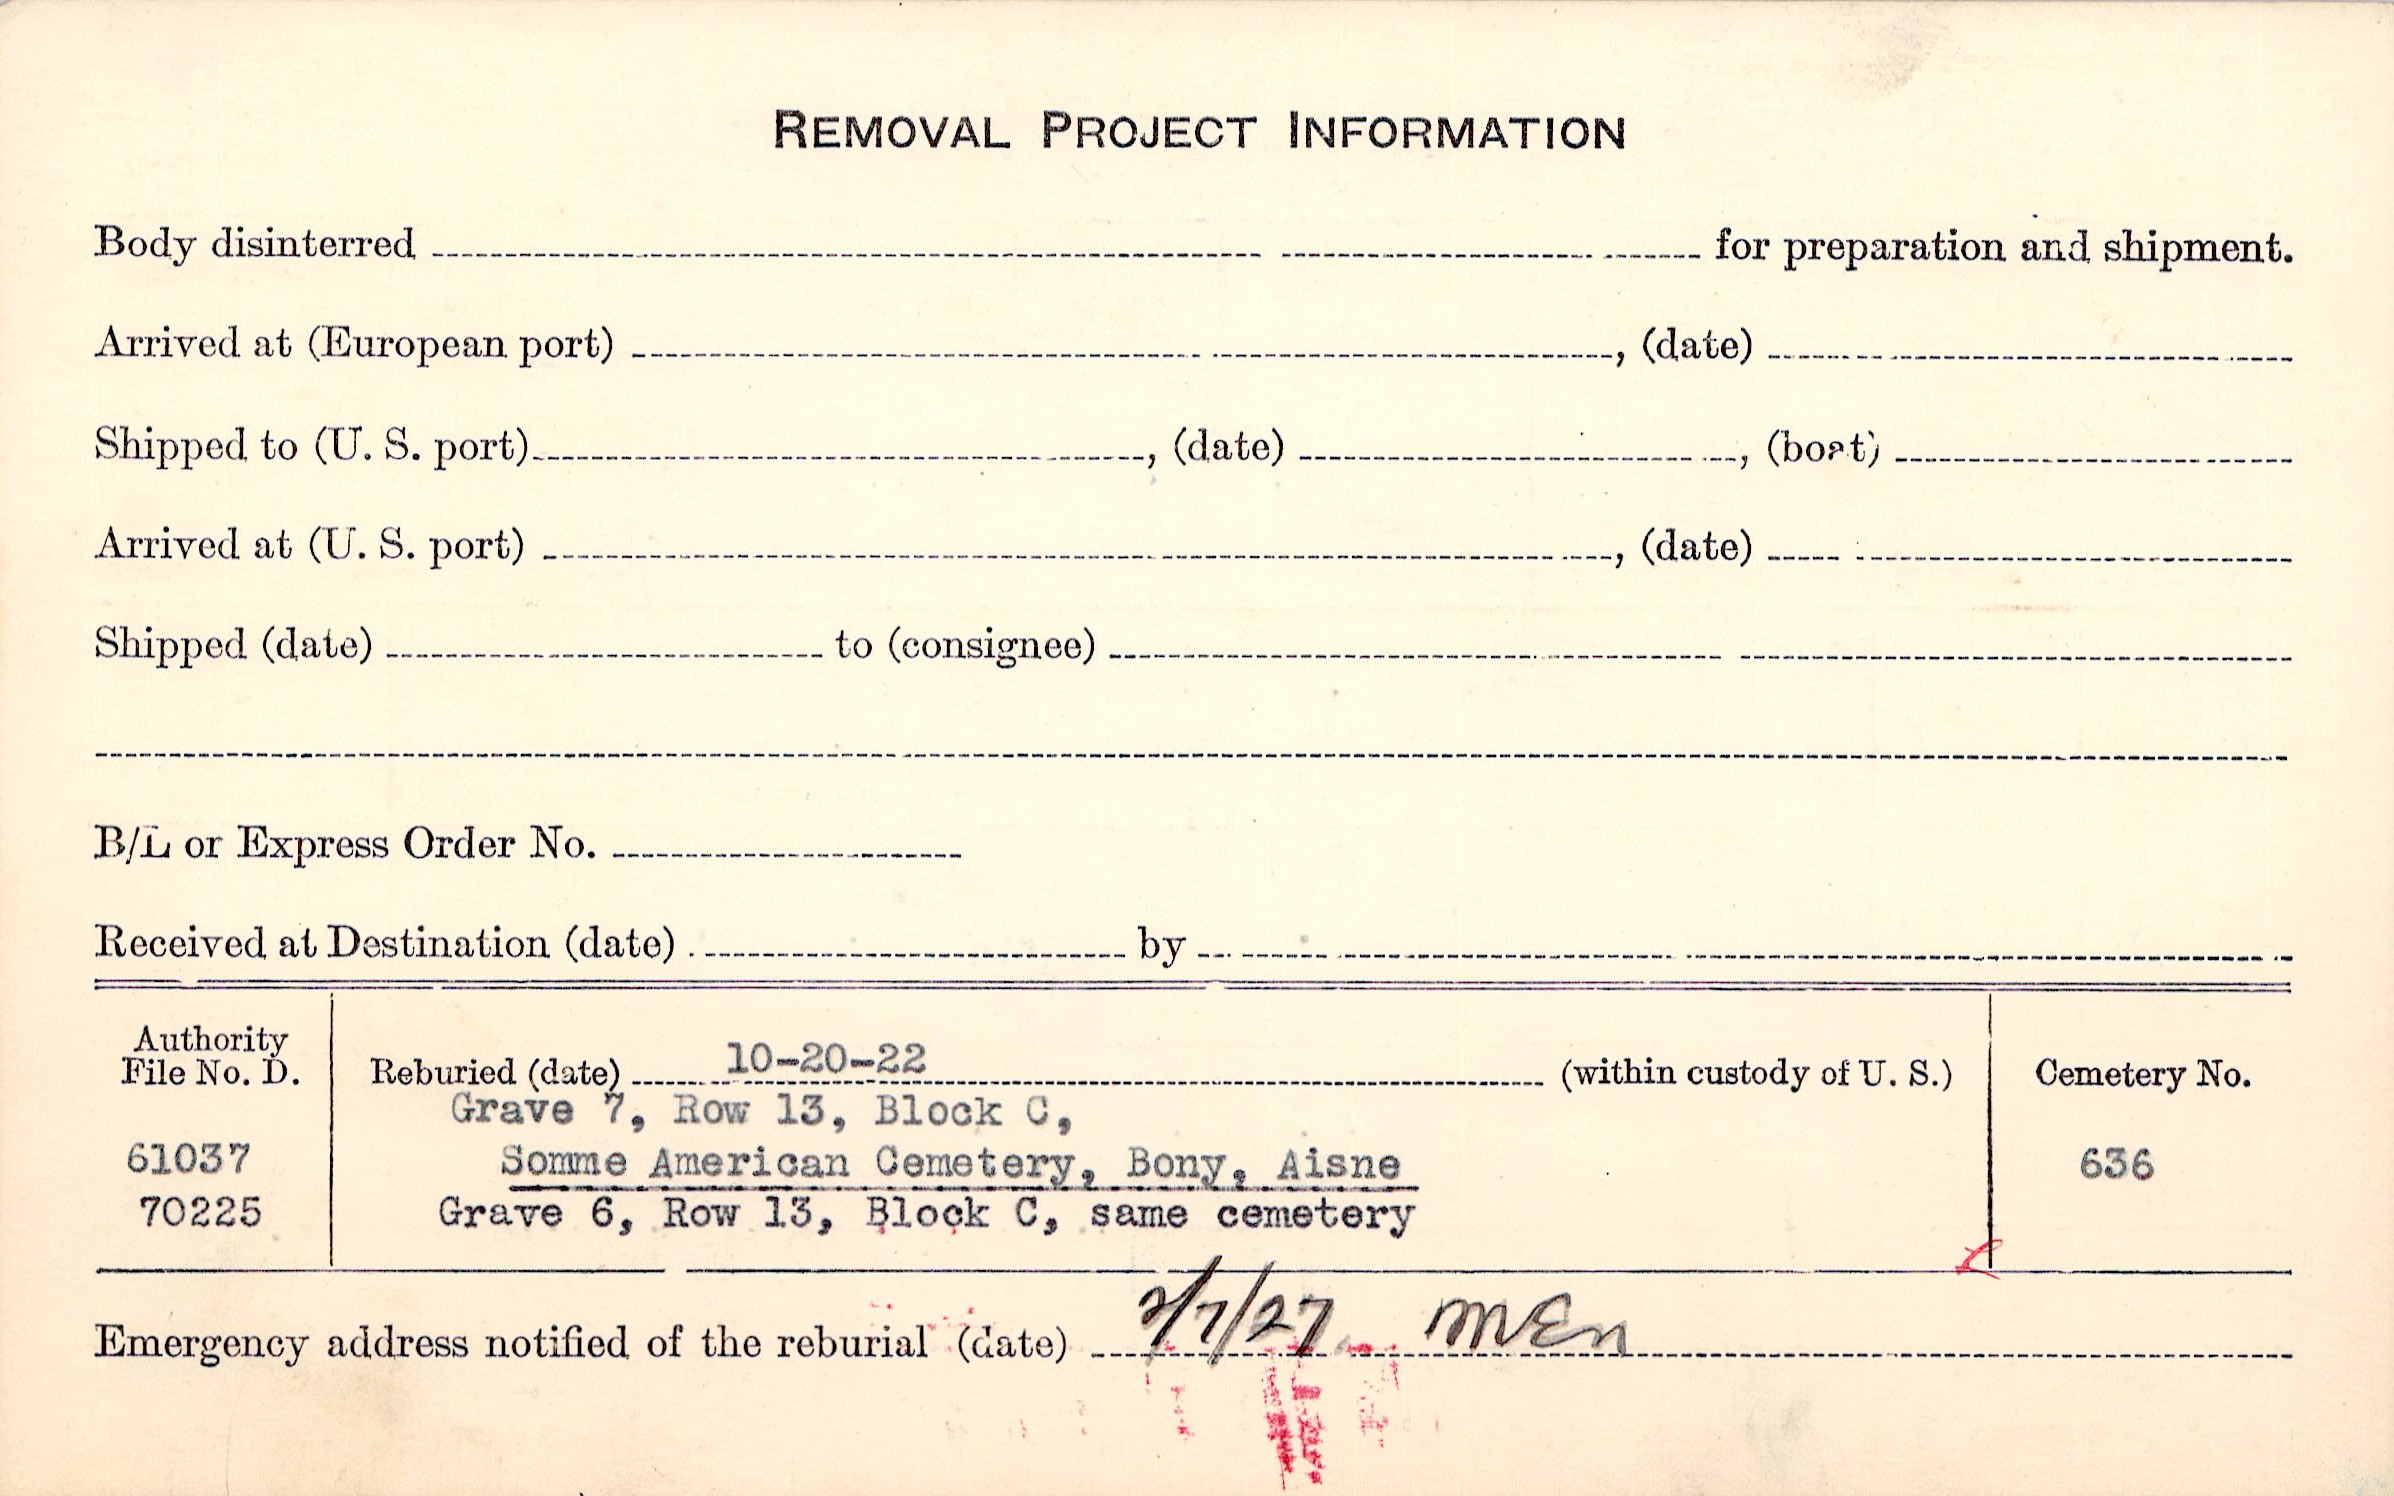 REMOVAL PROJECT INFORMATION
Body disinterred for preparation and shipment.
Arrived at (European port) , (date)
Shipped to (U. S. port) , (date) , (boat)
Arrived at (U. S. port) , (date)
Shipped (date) to (consignee)
B/L or Express Order No.
Received at Destination (date) by
Authority
File No. D.
61037
70225
Reburied (date) 10-20-22 (within custody of U. S.)
Grave 7, Row 13, Block C,
Somme American Cemetery, Bony, Aisne
Grave 6, Row 13, Block C, same cemetery
Cemetery No.
636
Emergency address notified of the reburial (date) 2/7/27 MEn